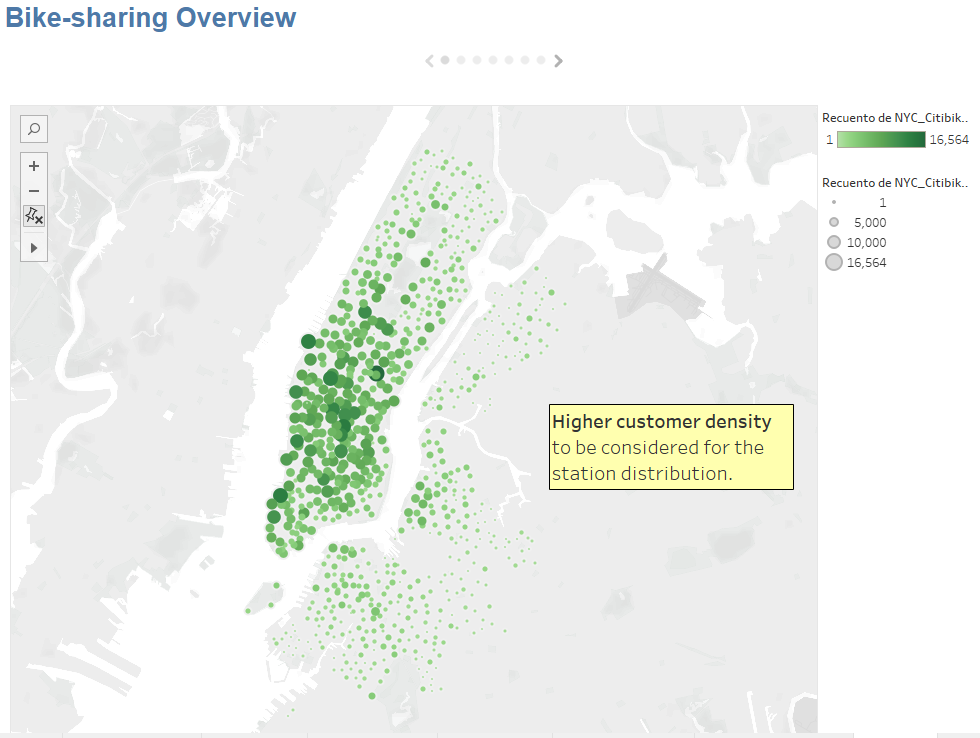 Bike-sharing Overview
Recuento de NYC_Citibik..
1
16,564
Recuento de NYC_Citibik..
1
5,000
10,000
16,564
Higher customer density
to be considered for the
station distribution.